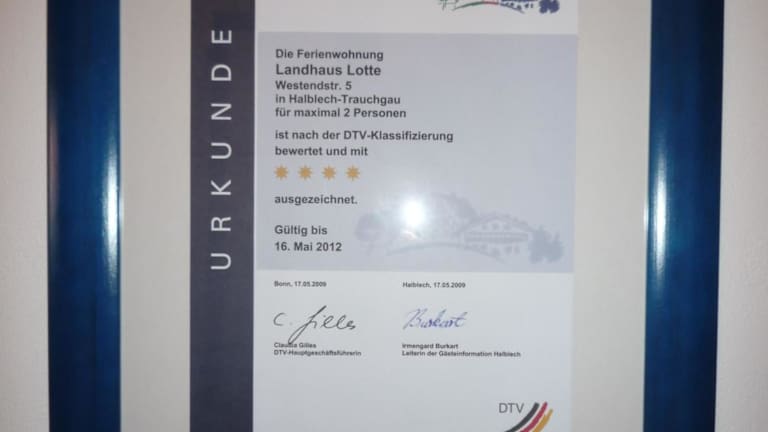 URKUNDE
Die Ferienwohnung
Landhaus Lotte
Westendstr. 5
in Halblech-Trauchgau
für maximal 2 Personen
ist nach der DTV-Klassifizierung
bewertet und mit
ausgezeichnet.
Gültig bis
16. Mai 2012
Bonn, 17.05.2009
Halblech, 17.05.2009
C. Gilles
Burkart
Claudia Gilles
DTV-Hauptgeschäftsführerin
Irmengard Burkart
Leiterin der Gästeinformation Halblech
DTV